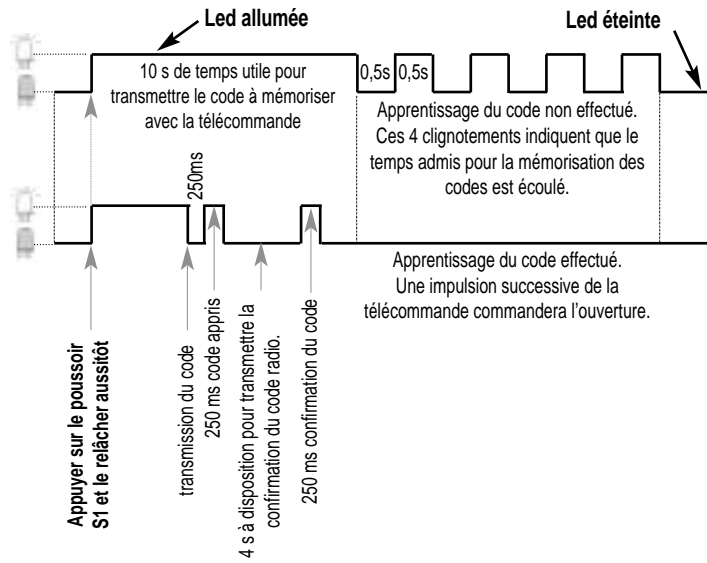 Led allumée
Led éteinte
10 s de temps utile pour
transmettre le code à mémoriser
avec la télécommande
0,5s
0,5s
Apprentissage du code non effectué.
Ces 4 clignotements indiquent que le
temps admis pour la mémorisation des
codes est écoulé.
250ms
Apprentissage du code effectué.
Une impulsion successive de la
télécommande commandera l'ouverture.
Appuyer sur le poussoir
S1 et le relâcher aussitôt
transmission du code
250 ms code appris
4 s à disposition pour transmettre la
confirmation du code radio.
250 ms confirmation du code